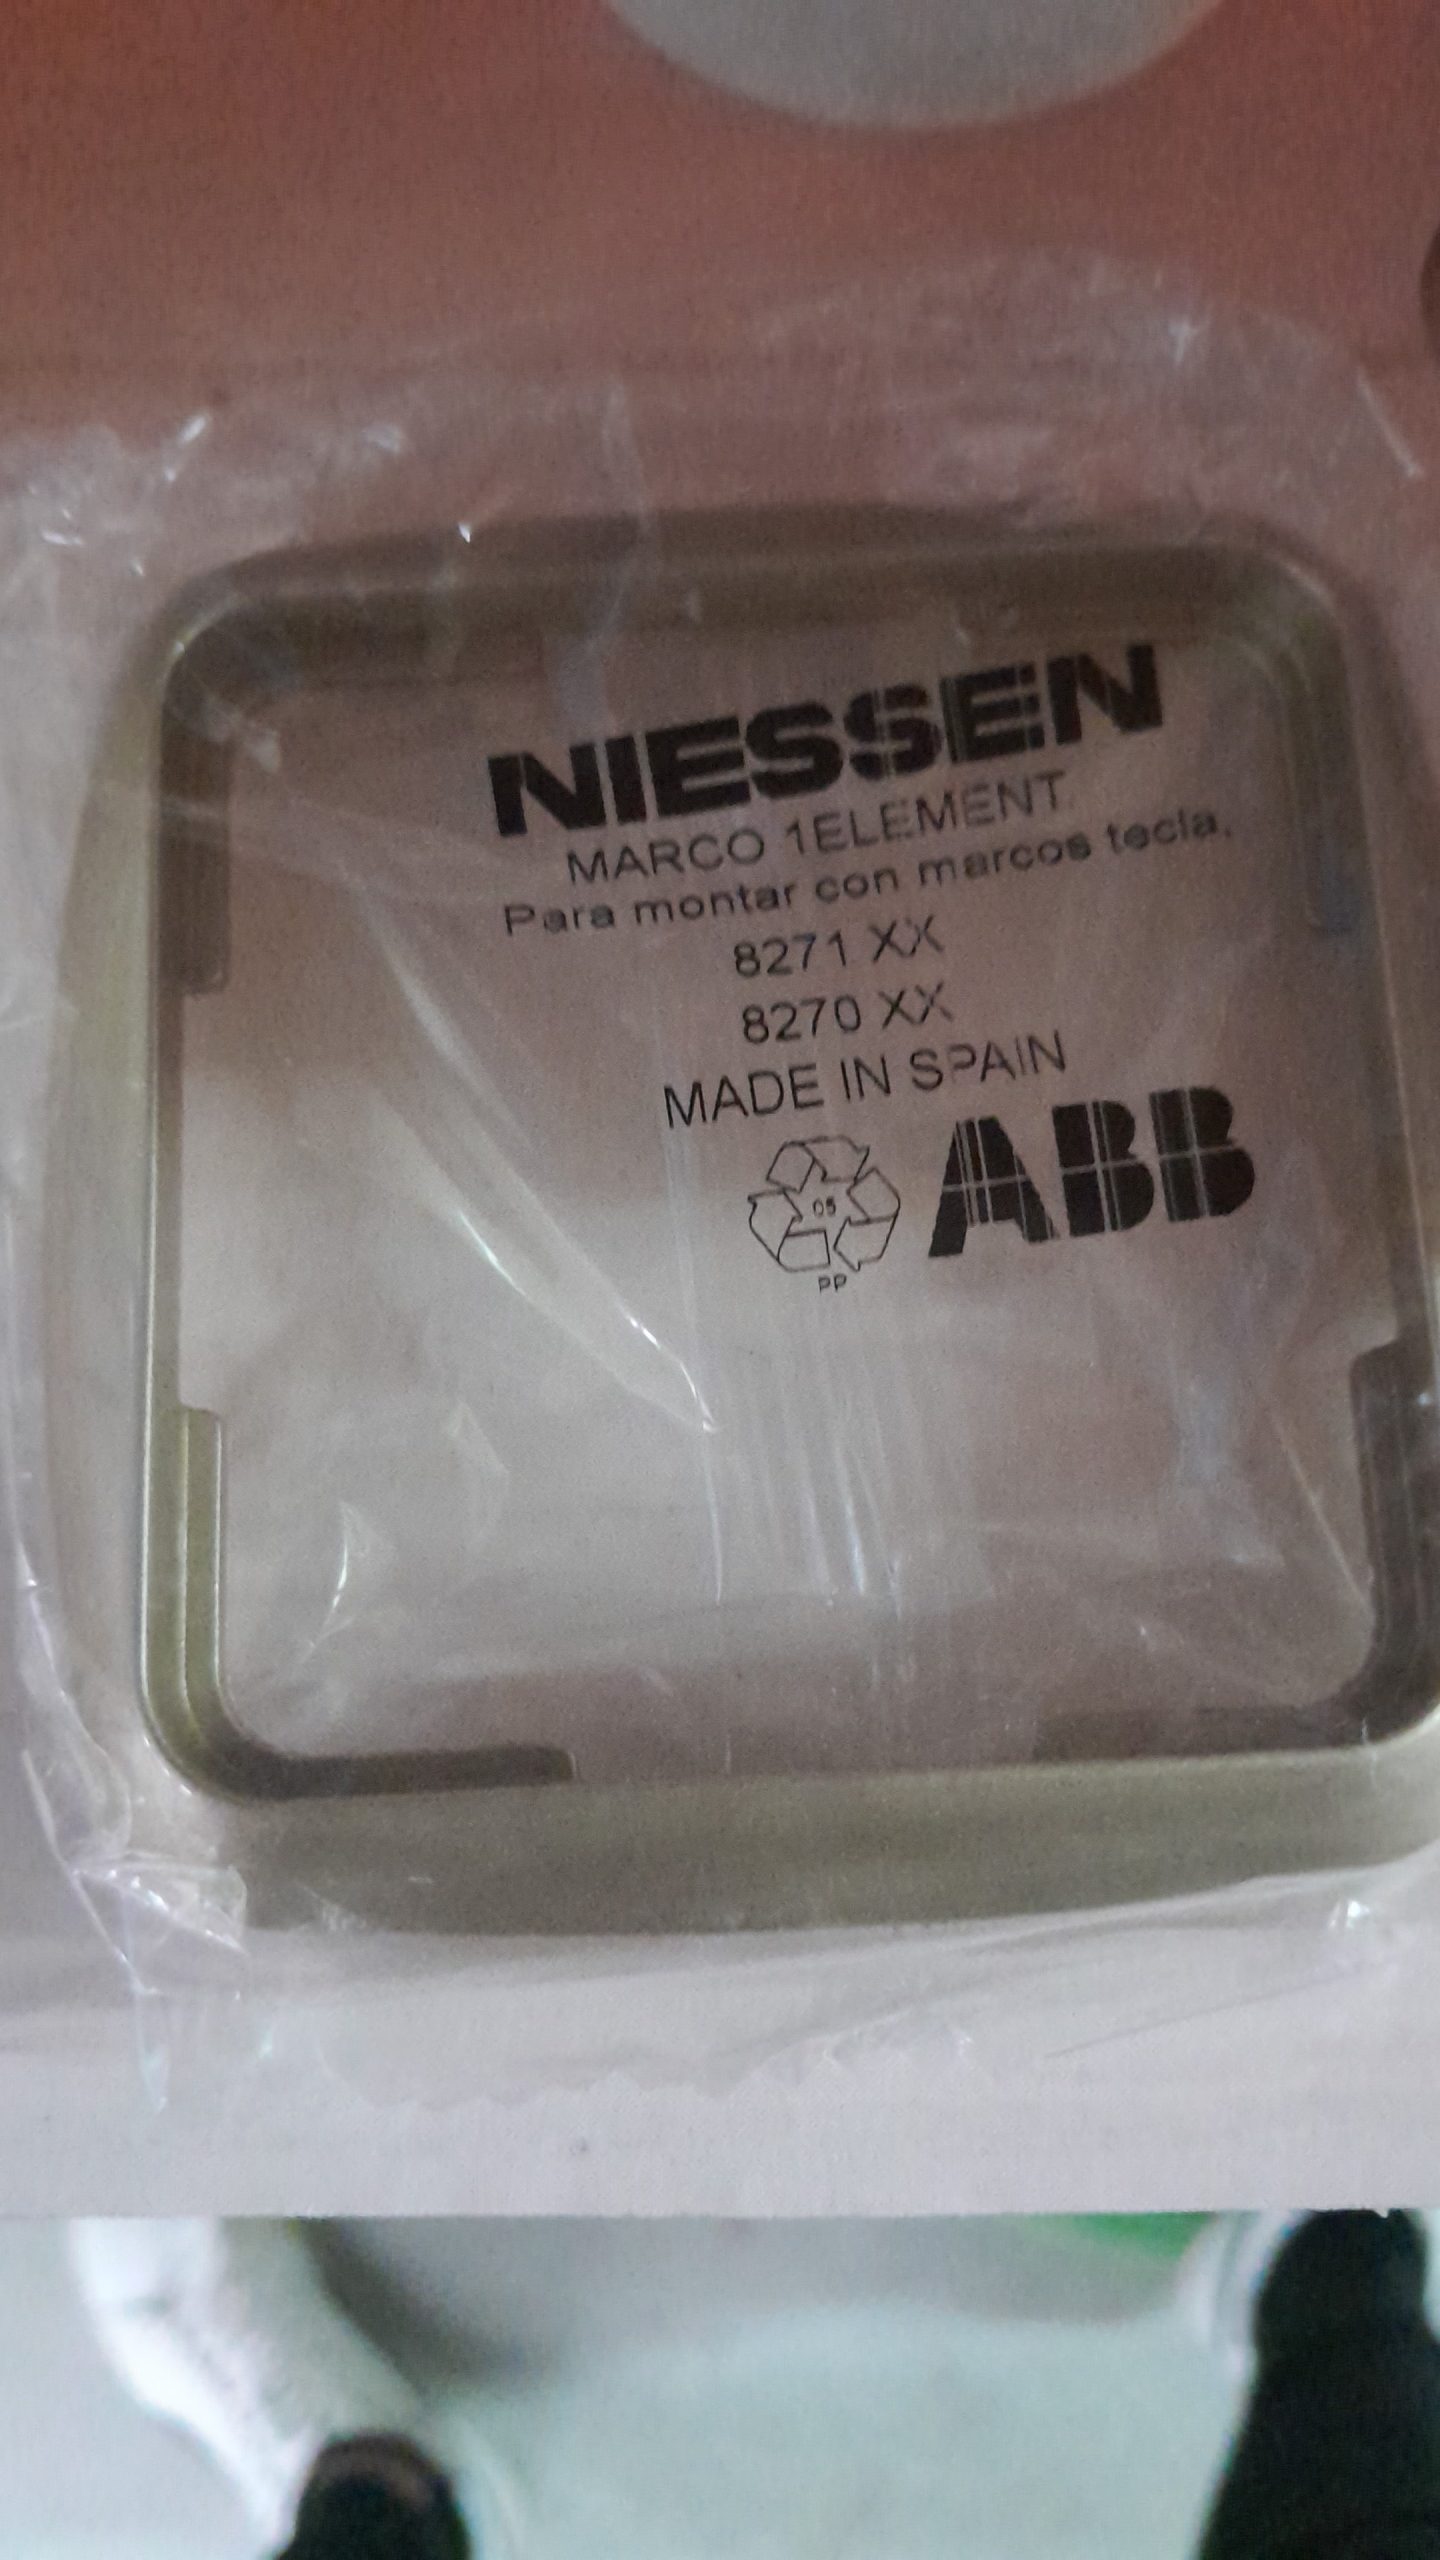 NIESSEN
MARCO 1ELEMENT.
Para montar con marcos tecla,
8271 XX
8270 XX
MADE IN SPAIN
05
PP
ABB